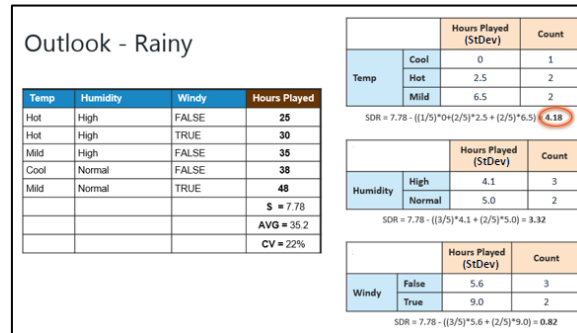 Outlook - Rainy
Temp Humidity Windy Hours Played
Hot High FALSE 25
Hot High TRUE 30
Mild High FALSE 35
Cool Normal FALSE 38
Mild Normal TRUE 48
S = 7.78
AVG = 35.2
CV = 22%
Hours Played (StDev) Count
Temp
Cool 0 1
Hot 2.5 2
Mild 6.5 2
SDR = 7.78 - ((1/5)*0+(2/5)*2.5 + (2/5)*6.5) = 4.18
Hours Played (StDev) Count
Humidity
High 4.1 3
Normal 5.0 2
SDR = 7.78 - ((3/5)*4.1 + (2/5)*5.0) = 3.32
Hours Played (StDev) Count
Windy
False 5.6 3
True 9.0 2
SDR = 7.78 - ((3/5)*5.6 + (2/5)*9.0) = 0.82